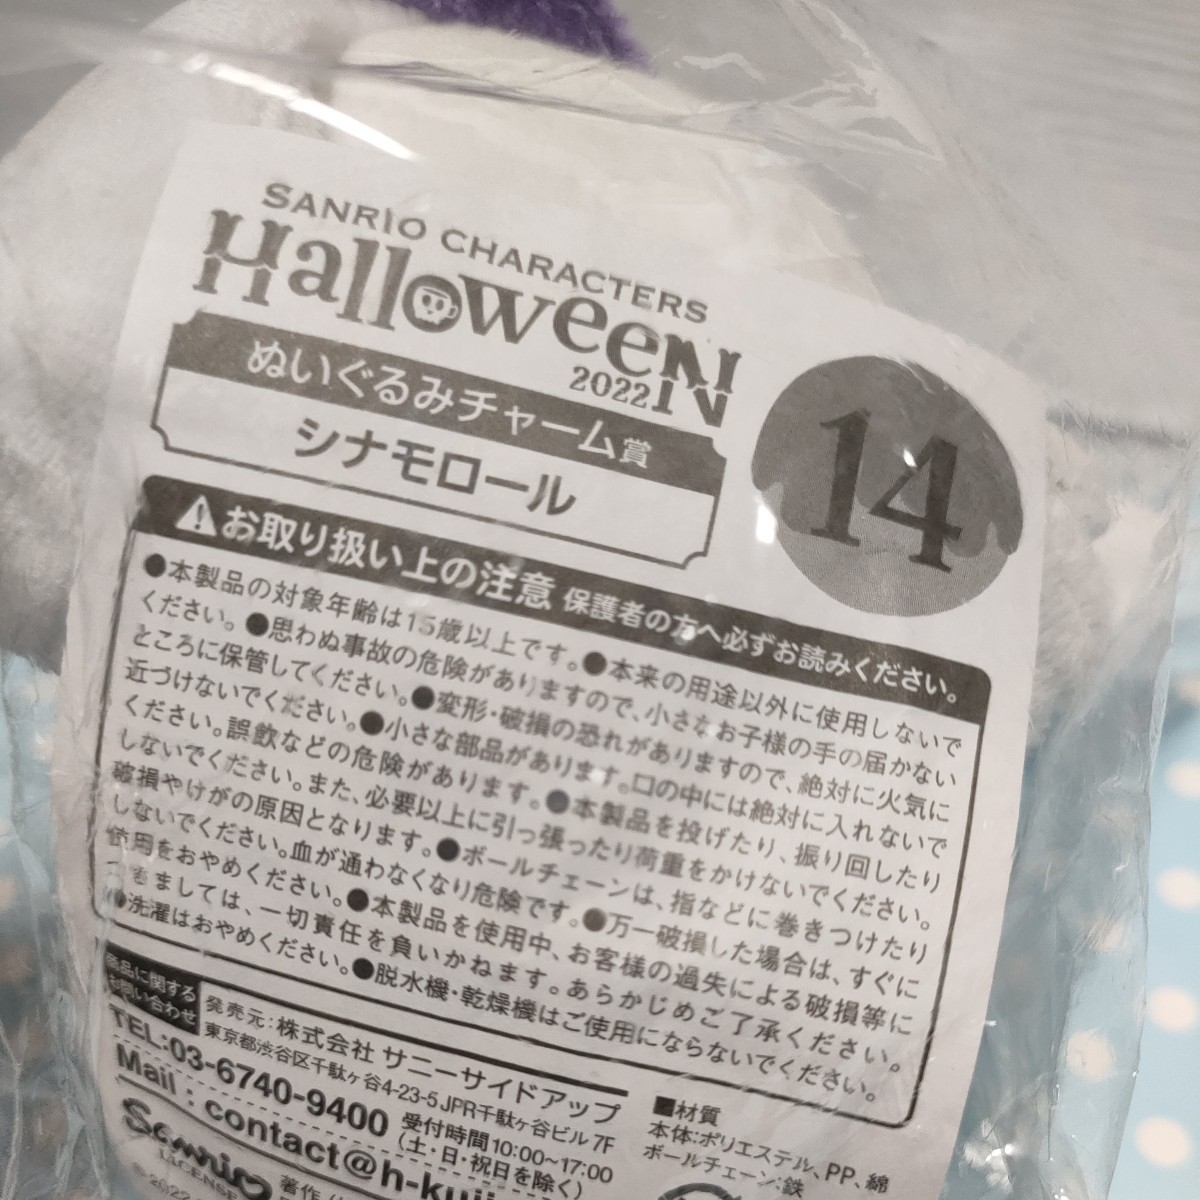 SANRIO CHARACTERS
HalloweeN
2022
14
ぬいぐるみチャーム賞
シナモロール
お取り扱い上の注意 保護者の方へ必ずお読みください。
●本製品の対象年齢は15歳以上です。●本来の用途以外に使用しないで
ください。●思わぬ事故の危険がありますので、小さなお子様の手の届かない
ところに保管してください。●変形・破損の恐れがありますので、絶対に火気に
近づけないでください。●小さな部品があります。口の中には絶対に入れないで
ください。誤飲などの危険があります。●本製品を投げたり、振り回したり
しないでください。また、必要以上に引っ張ったり荷重をかけないでください。
破損やけがの原因となります。●ボールチェーンは、指などに巻きつけたり
しないでください。血が通わなくなり危険です。●万一破損した場合は、すぐに
使用をおやめください。●本製品を使用中、お客様の過失による破損等に
つきましては、一切責任を負いかねます。あらかじめご了承ください。
●洗濯はおやめください。●脱水機・乾燥機はご使用にならないでください。
商品に関する
お問い合わせ
発売元：株式会社 サニーサイドアップ
東京都渋谷区千駄ヶ谷4-23-5 JPR千駄ヶ谷ビル 7F
TEL:03-6740-9400 受付時間10:00~17:00
(土・日・祝日を除く)
Mail : contact@h-kuji
■材質
本体:ポリエステル、PP、綿
ボールチェーン:鉄
Sanrio
LICENSE
© 2022
著作